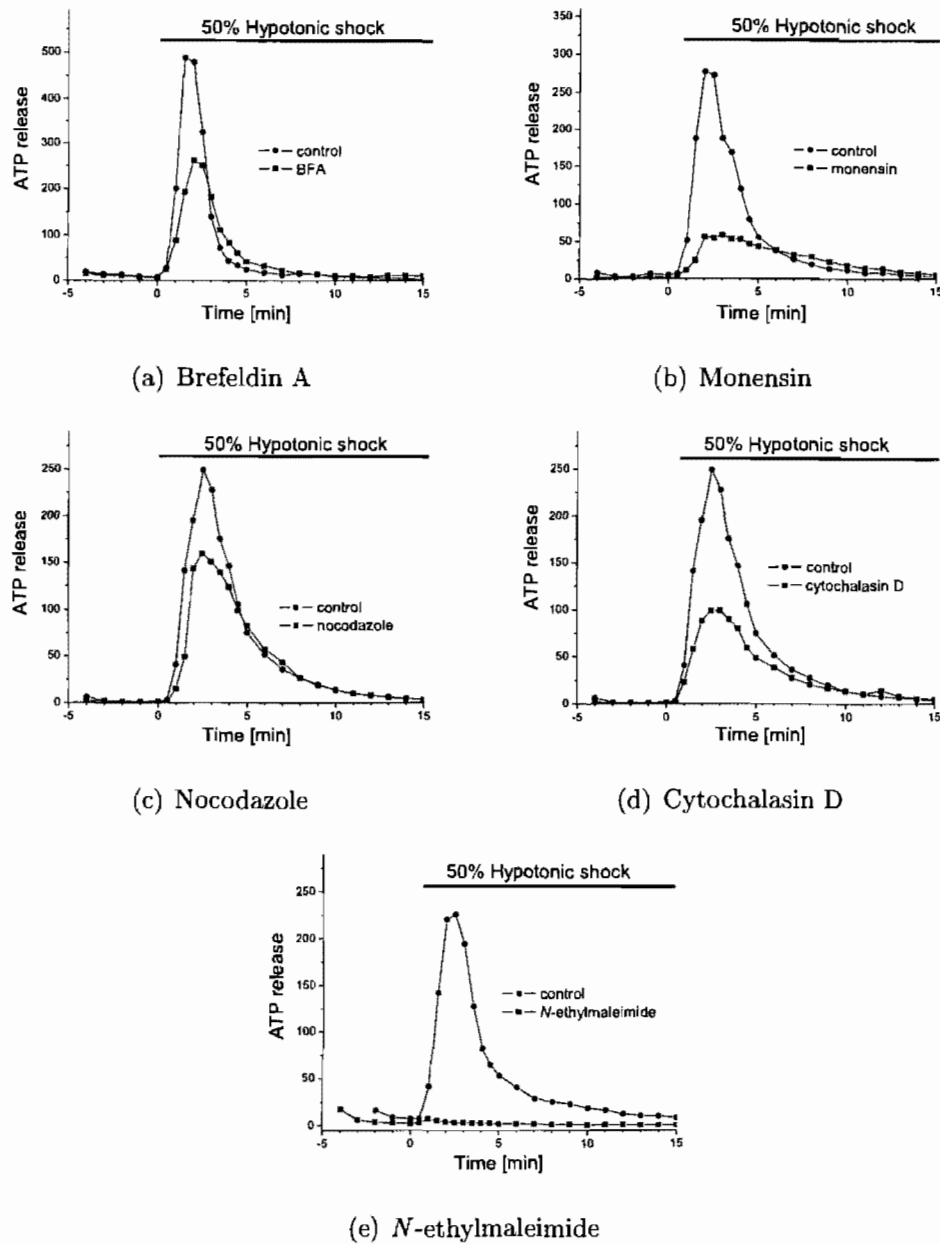 50% Hypotonic shock
500
400
300
200
100
0
ATP release
control
BFA
-5
0
5
10
15
Time [min]
(a) Brefeldin A
50% Hypotonic shock
350
300
250
200
150
100
50
0
ATP release
control
monensin
-5
0
5
10
15
Time [min]
(b) Monensin
50% Hypotonic shock
250
200
150
100
50
0
ATP release
control
nocodazole
-5
0
5
10
15
Time [min]
(c) Nocodazole
50% Hypotonic shock
250
200
150
100
50
0
ATP release
control
cytochalasin D
-5
0
5
10
15
Time [min]
(d) Cytochalasin D
50% Hypotonic shock
250
200
150
100
50
0
ATP release
control
N-ethylmaleimide
-5
0
5
10
15
Time [min]
(e) N-ethylmaleimide